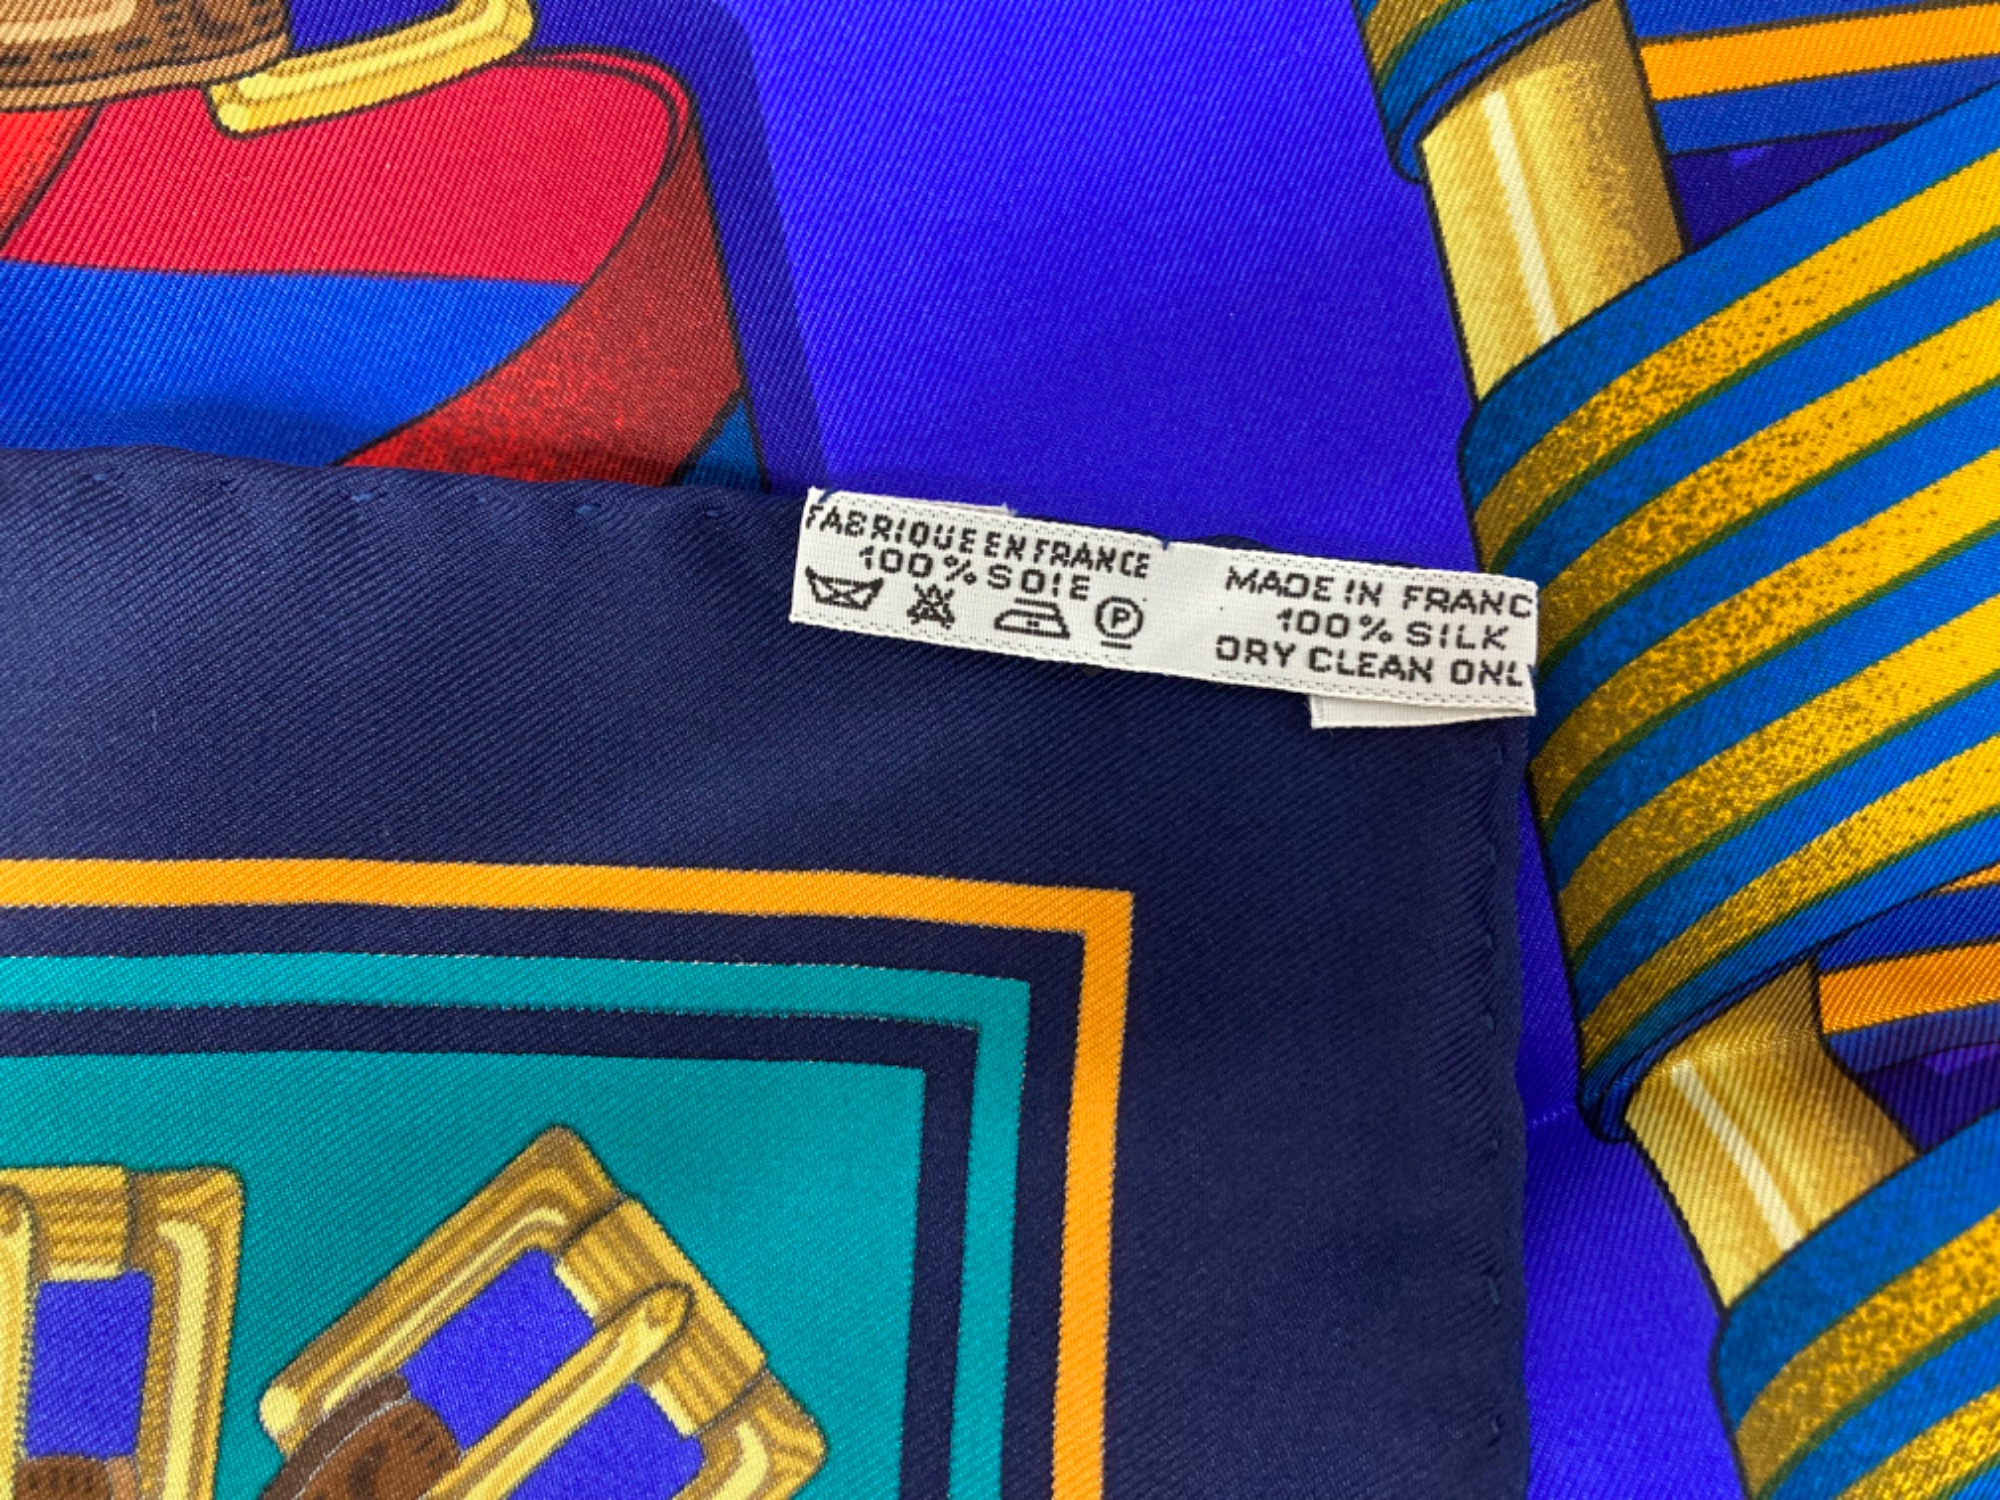 FABRIQUE EN FRANCE
100% SOIE
P
MADE IN FRANC
100% SILK
DRY CLEAN ONL